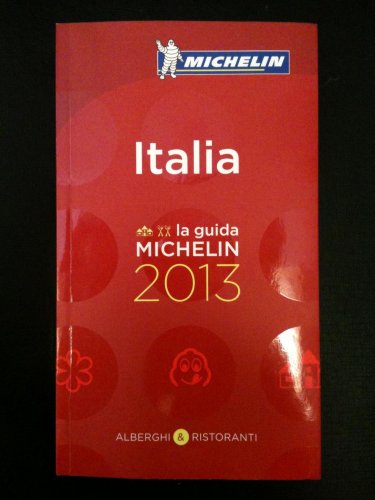 MICHELIN
Italia
la guida
MICHELIN
2013
ALBERGHI & RISTORANTI